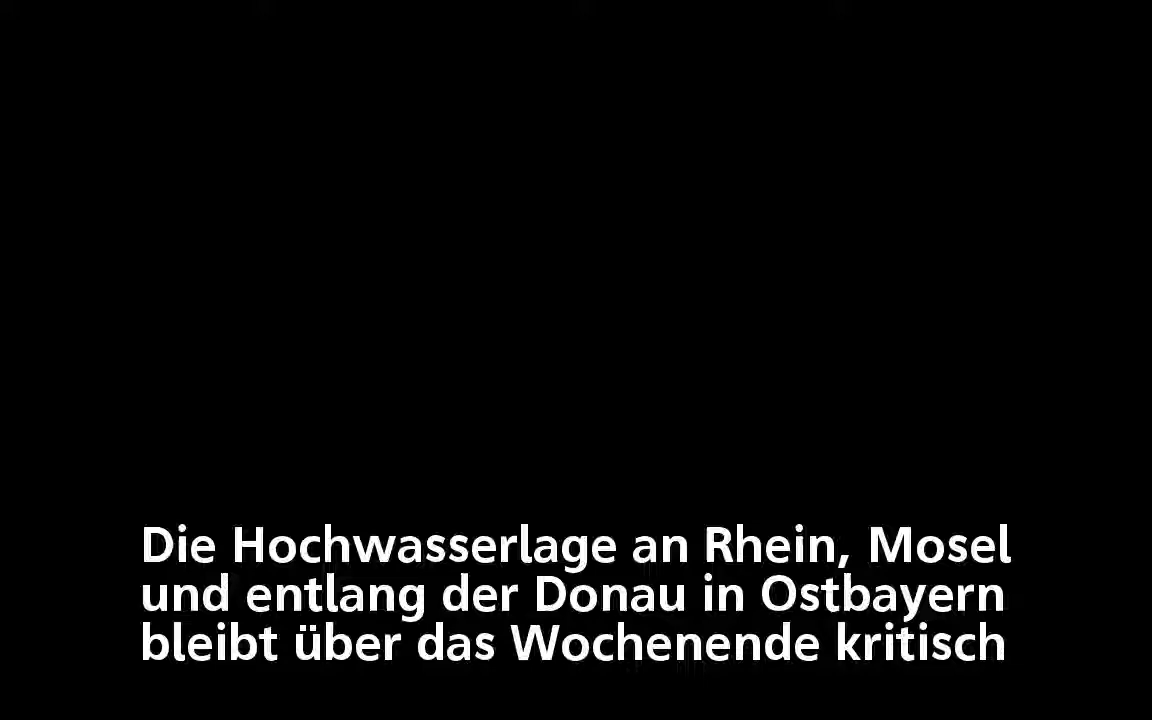 Die Hochwasserlage an Rhein, Mosel
und entlang der Donau in Ostbayern
bleibt über das Wochenende kritisch